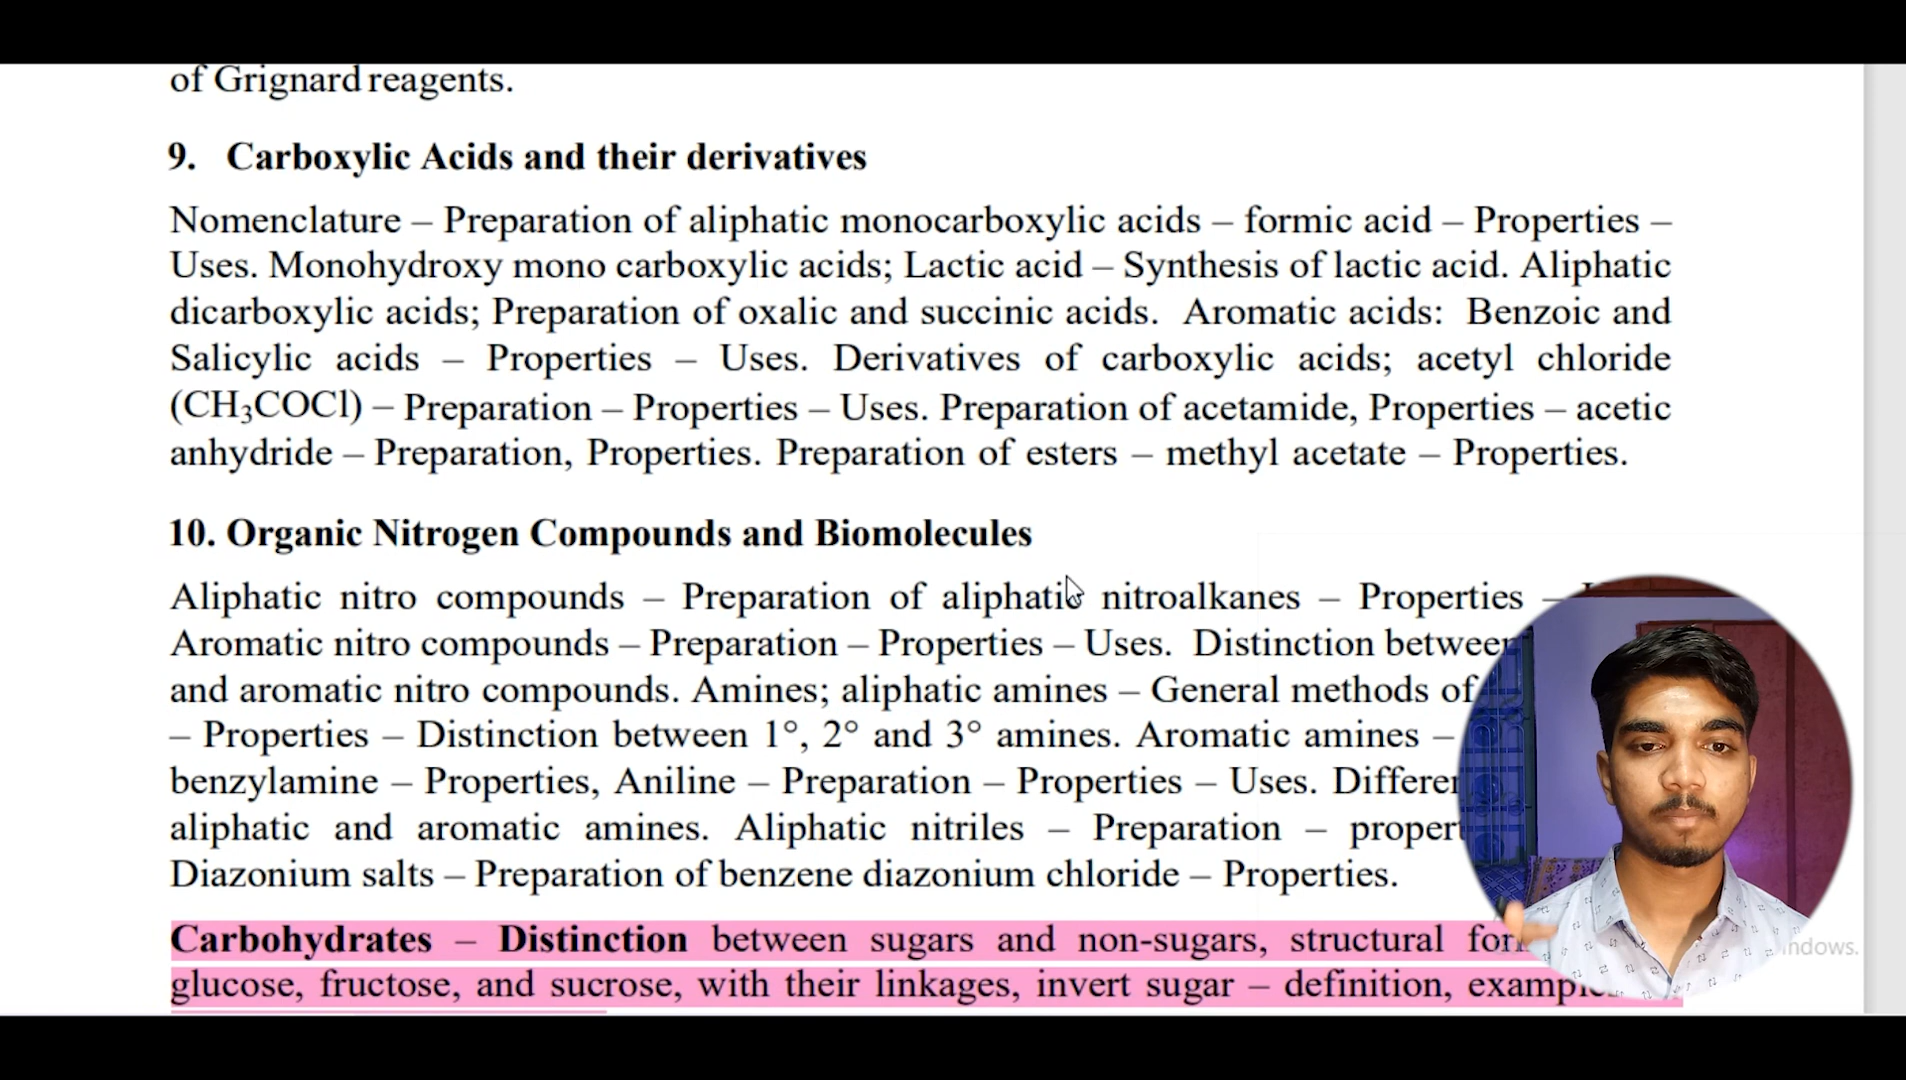 of Grignard reagents.
9. Carboxylic Acids and their derivatives
Nomenclature – Preparation of aliphatic monocarboxylic acids – formic acid – Properties –
Uses. Monohydroxy mono carboxylic acids; Lactic acid – Synthesis of lactic acid. Aliphatic
dicarboxylic acids; Preparation of oxalic and succinic acids. Aromatic acids: Benzoic and
Salicylic acids – Properties – Uses. Derivatives of carboxylic acids; acetyl chloride
(CH₃COCl) – Preparation – Properties – Uses. Preparation of acetamide, Properties – acetic
anhydride – Preparation, Properties. Preparation of esters – methyl acetate – Properties.
10. Organic Nitrogen Compounds and Biomolecules
Aliphatic nitro compounds – Preparation of aliphatic nitroalkanes – Properties –
Aromatic nitro compounds – Preparation – Properties – Uses. Distinction between
and aromatic nitro compounds. Amines; aliphatic amines – General methods of
– Properties – Distinction between 1°, 2° and 3° amines. Aromatic amines –
benzylamine – Properties, Aniline – Preparation – Properties – Uses.
aliphatic and aromatic amines. Aliphatic nitriles – Preparation –
Diazonium salts – Preparation of benzene diazonium chloride – Properties.
Carbohydrates – Distinction between sugars and non-sugars, structural
glucose, fructose, and sucrose, with their linkages, invert sugar – definition,